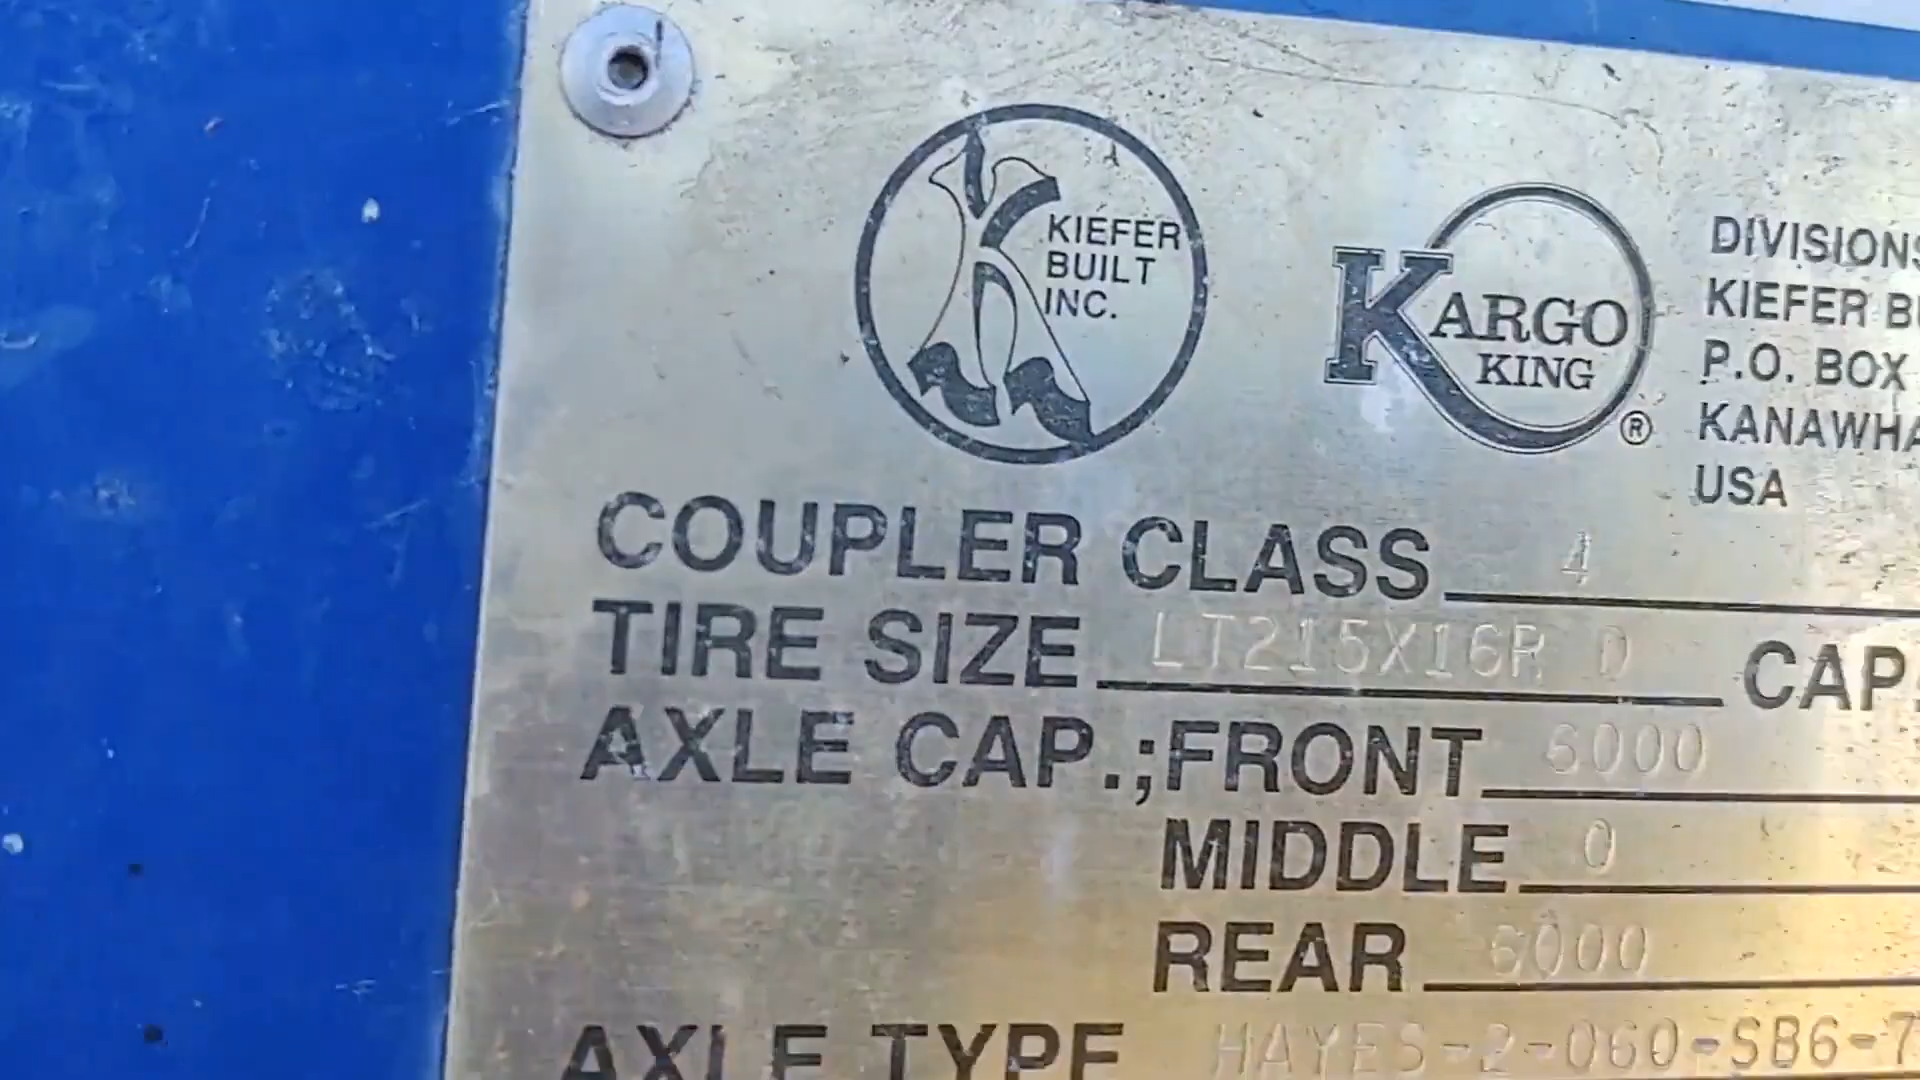 KIEFER
BUILT
INC.
KARGO
KING
®
DIVISIONS
KIEFER
P.O. BOX
KANAWHA
USA
COUPLER CLASS 4
TIRE SIZE LT215X16R D CAP.
AXLE CAP.;FRONT 6000
MIDDLE 0
REAR 6000
AXLE TYPE HAYES-2-060-SB6-7